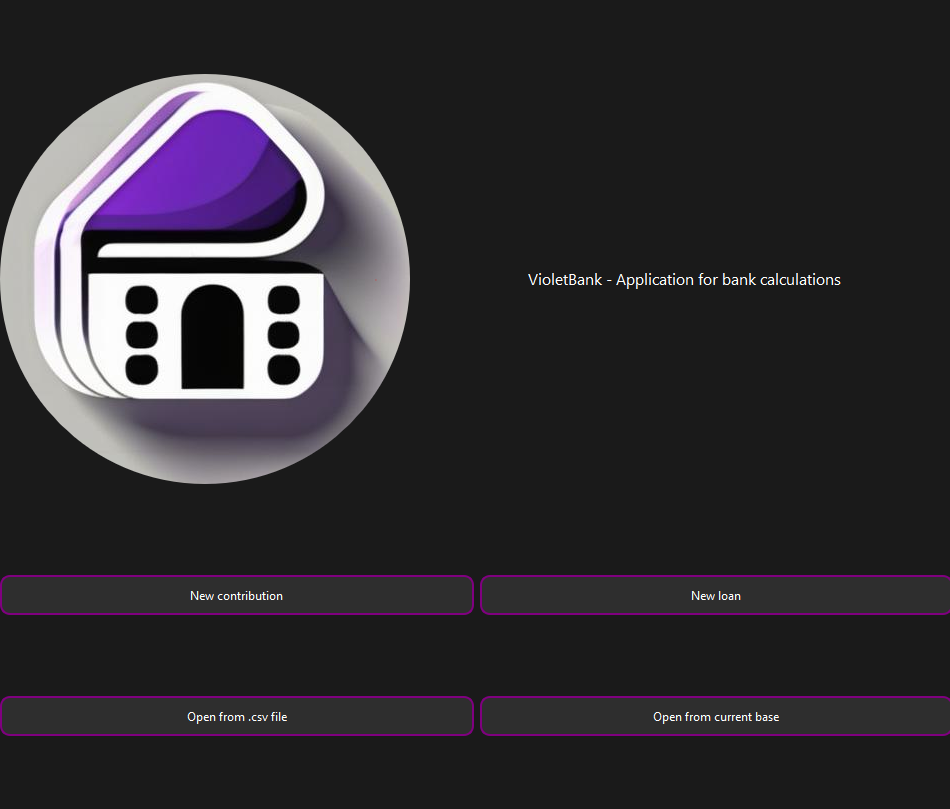 VioletBank - Application for bank calculations
New contribution
New loan
Open from .csv file
Open from current base